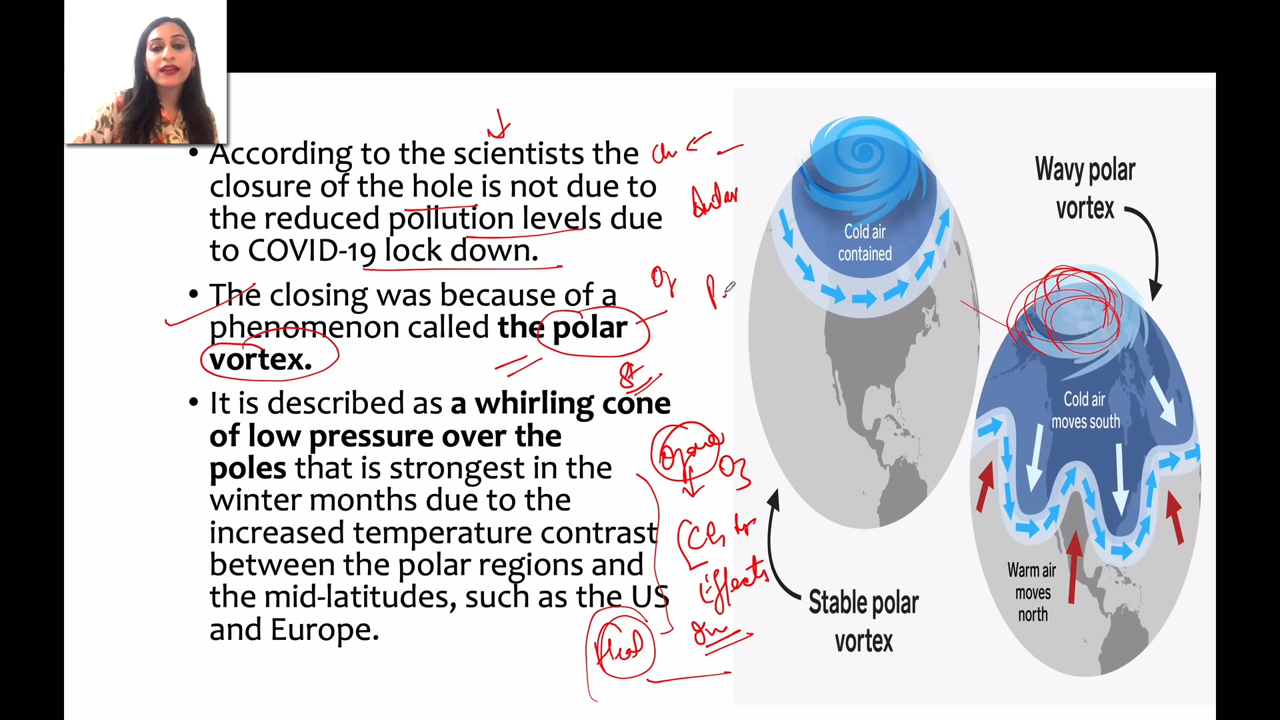 • According to the scientists the
closure of the hole is not due to
the reduced pollution levels due
to COVID-19 lock down.
• The closing was because of a
phenomenon called the polar
vortex.
• It is described as a whirling cone
of low pressure over the
poles that is strongest in the
winter months due to the
increased temperature contrast
between the polar regions and
the mid-latitudes, such as the US
and Europe.
Effects
Cold air
contained
Stable polar
vortex
Wavy polar
vortex
Cold air
moves south
Warm air
moves
north